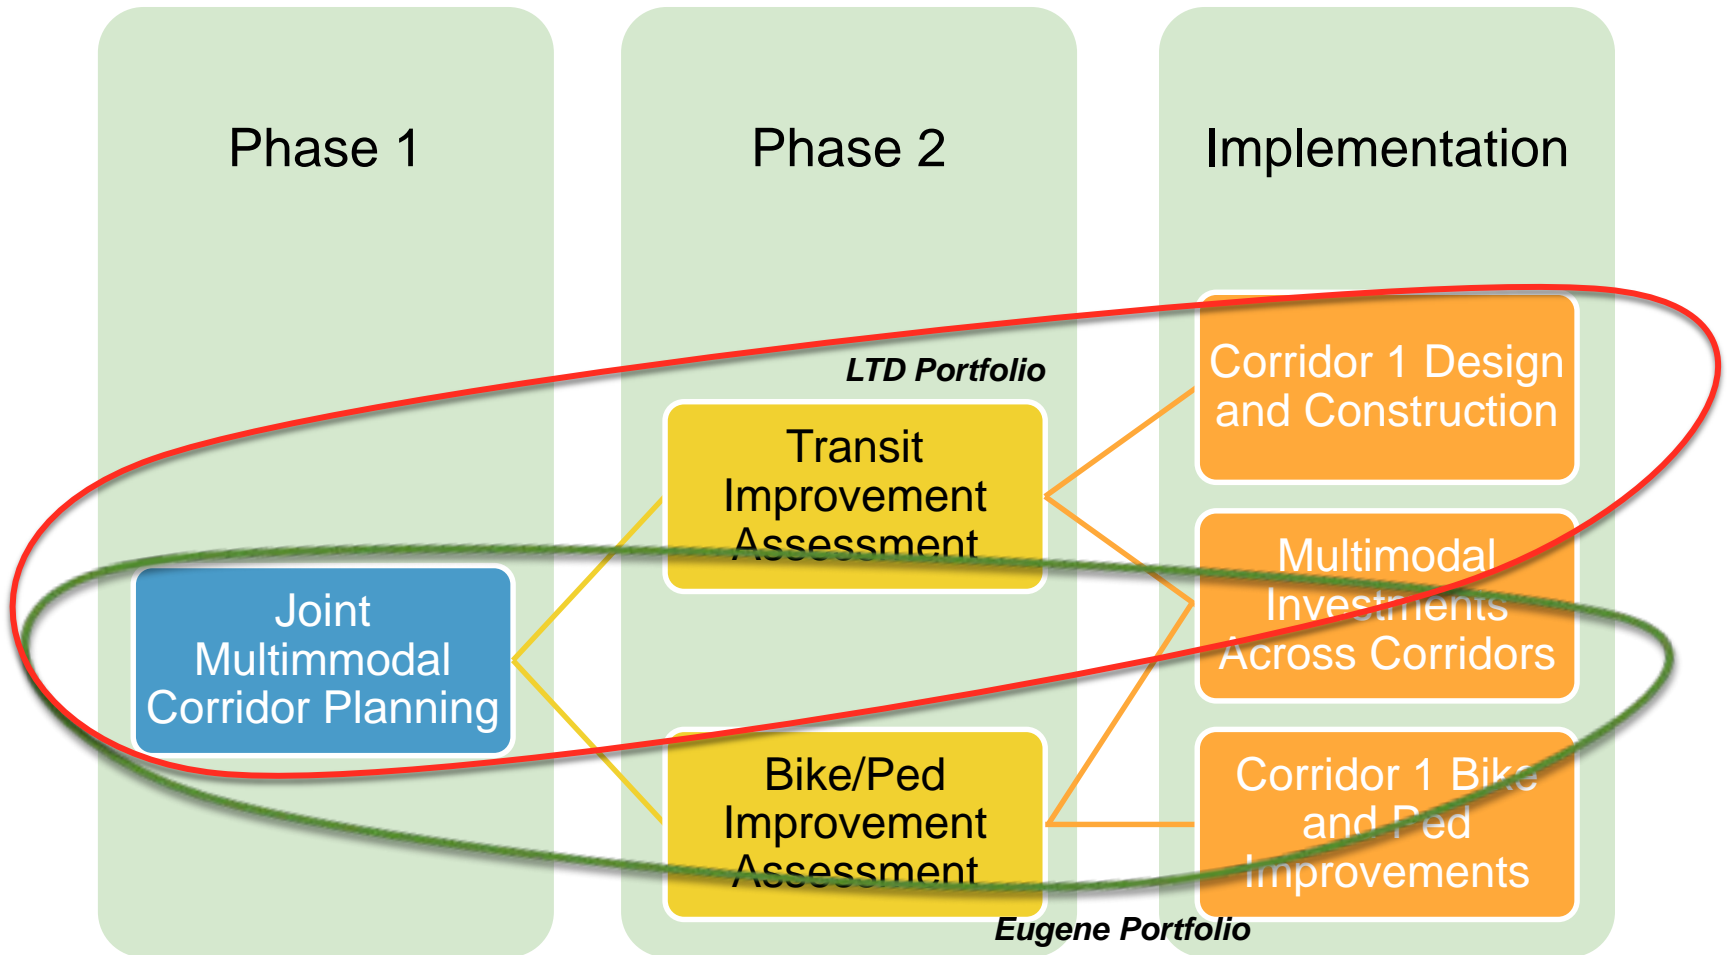 Phase 1
Phase 2
Implementation
LTD Portfolio
Corridor 1 Design
and Construction
Transit
Improvement
Assessment
Multimodal
Investments
Across Corridors
Joint
Multimmodal
Corridor Planning
Bike/Ped
Improvement
Assessment
Corridor 1 Bike
and Ped
Improvements
Eugene Portfolio